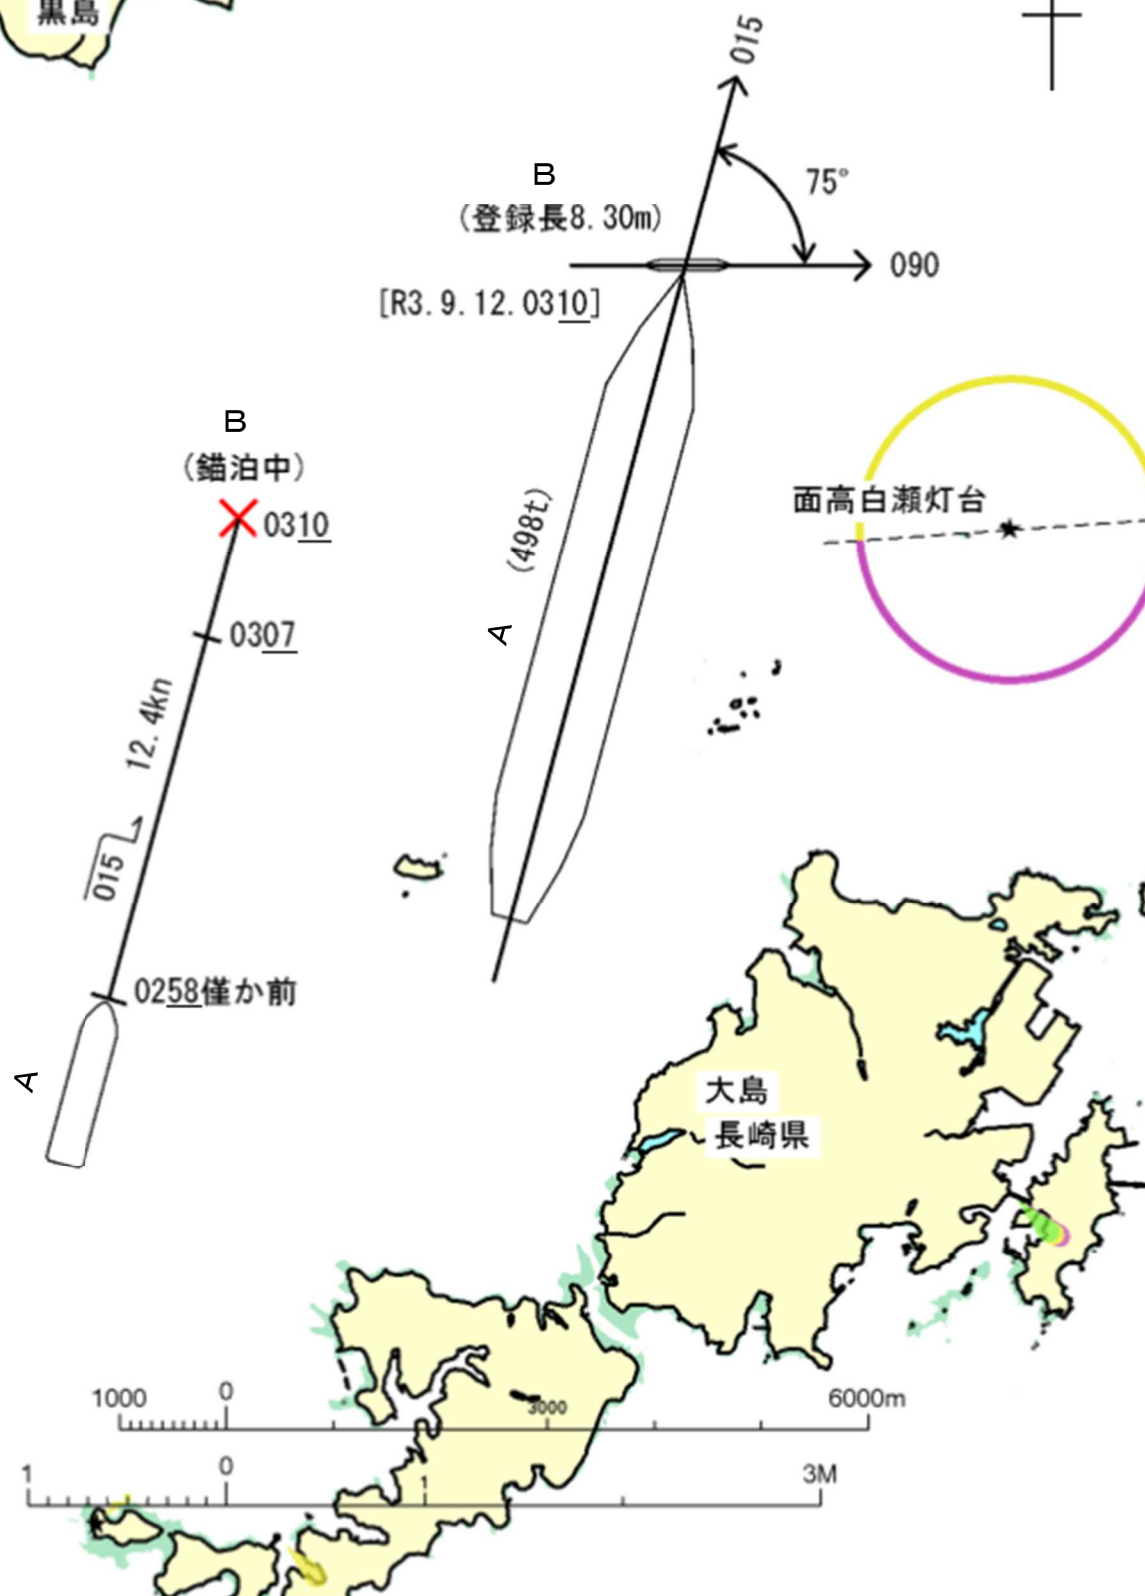 黒島
015
B
75°
(登録長8.30m)
090
[R3.9.12.0310]
B
(錨泊中)
面高白瀬灯台
0310
(498t)
A
0307
12.4kn
015
0258僅か前
A
大島
長崎県
1000
0
3000
6000m
1
0
1
3M